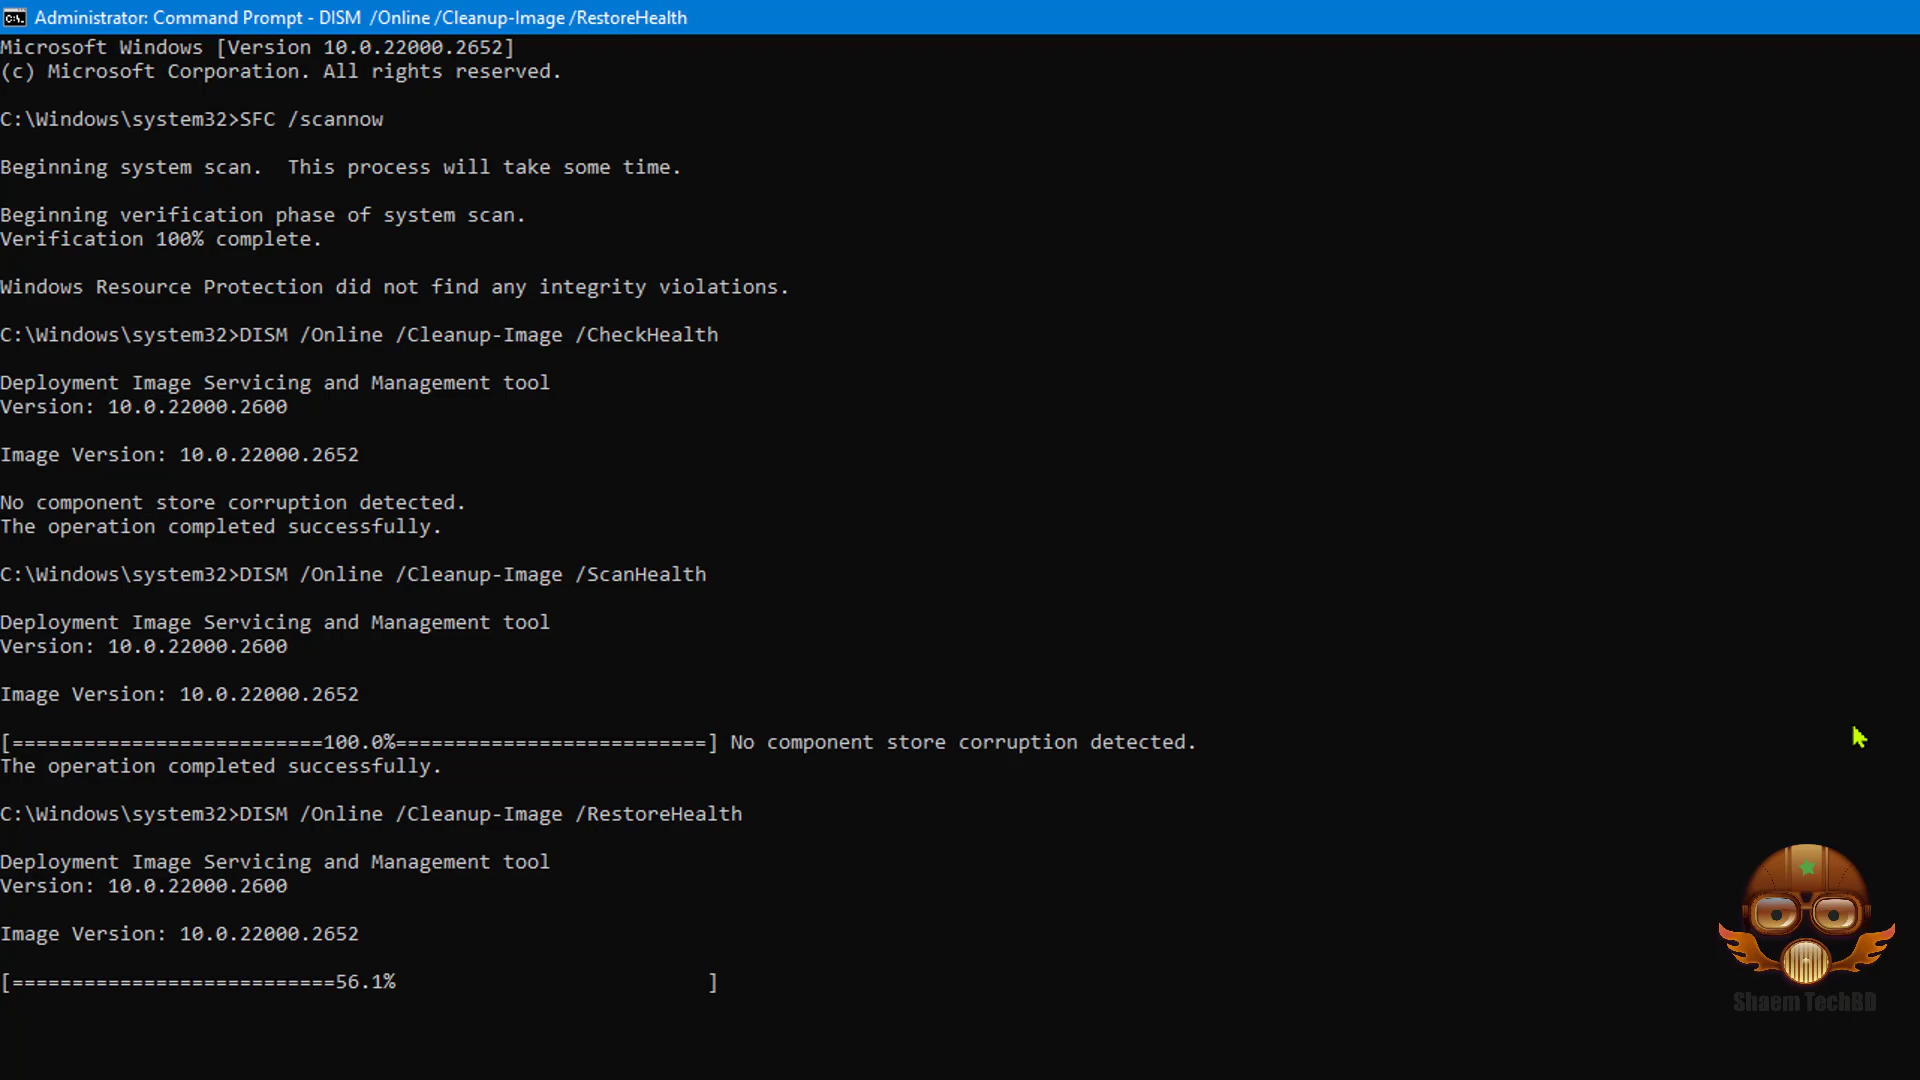 Administrator: Command Prompt - DISM  /Online /Cleanup-Image /RestoreHealth
Microsoft Windows [Version 10.0.22000.2652]
(c) Microsoft Corporation. All rights reserved.
C:\Windows\system32>SFC /scannow
Beginning system scan.  This process will take some time.
Beginning verification phase of system scan.
Verification 100% complete.
Windows Resource Protection did not find any integrity violations.
C:\Windows\system32>DISM /Online /Cleanup-Image /CheckHealth
Deployment Image Servicing and Management tool
Version: 10.0.22000.2600
Image Version: 10.0.22000.2652
No component store corruption detected.
The operation completed successfully.
C:\Windows\system32>DISM /Online /Cleanup-Image /ScanHealth
Deployment Image Servicing and Management tool
Version: 10.0.22000.2600
Image Version: 10.0.22000.2652
[==========================100.0%==========================] No component store corruption detected.
The operation completed successfully.
C:\Windows\system32>DISM /Online /Cleanup-Image /RestoreHealth
Deployment Image Servicing and Management tool
Version: 10.0.22000.2600
Image Version: 10.0.22000.2652
[===========================56.1%                          ]
Shaem TechBD